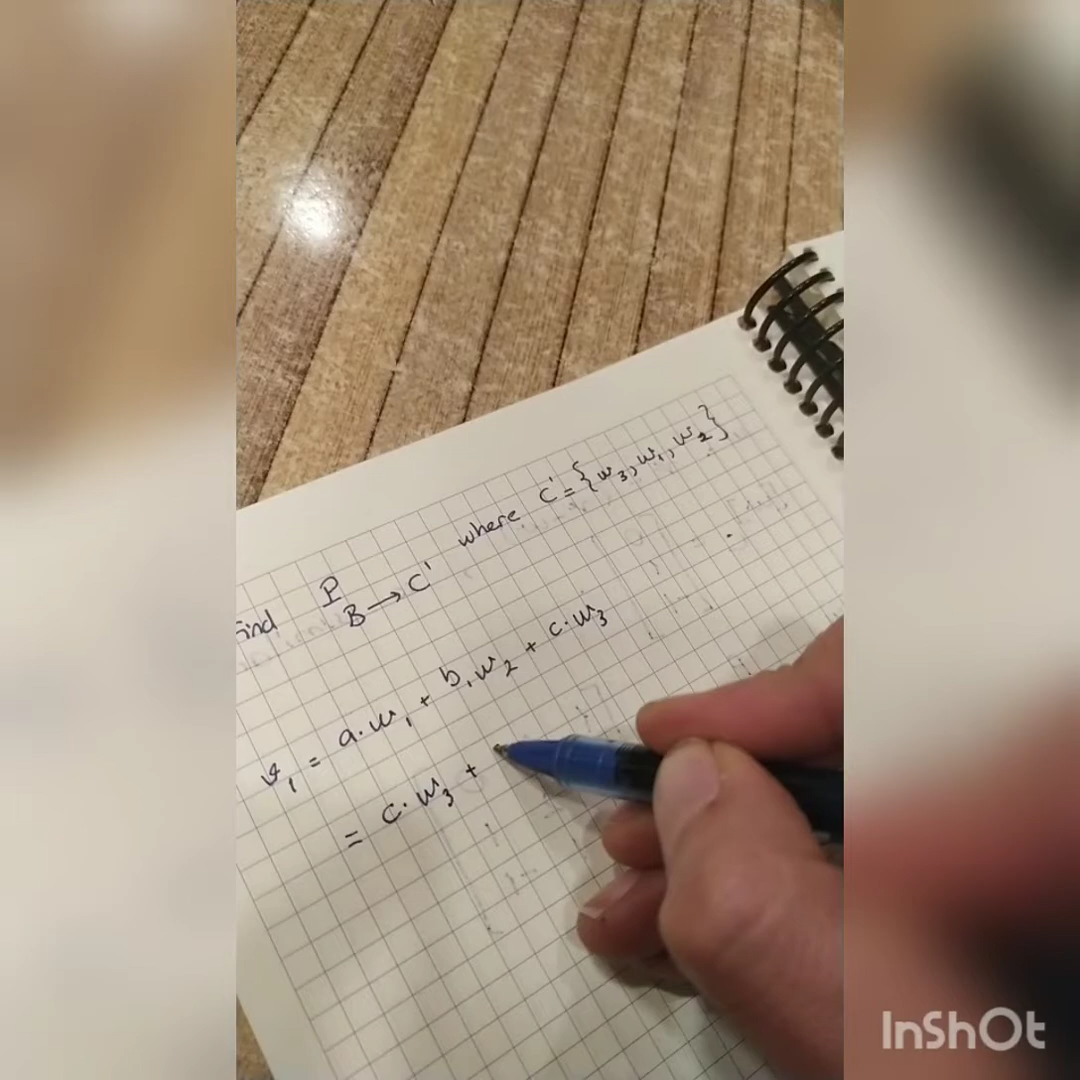 Find P B → C' where C' = {w₃, w₁, w₂}
v₁ = a.w₁ + b.w₂ + c.w₃
= c.w₃ +
InShOt